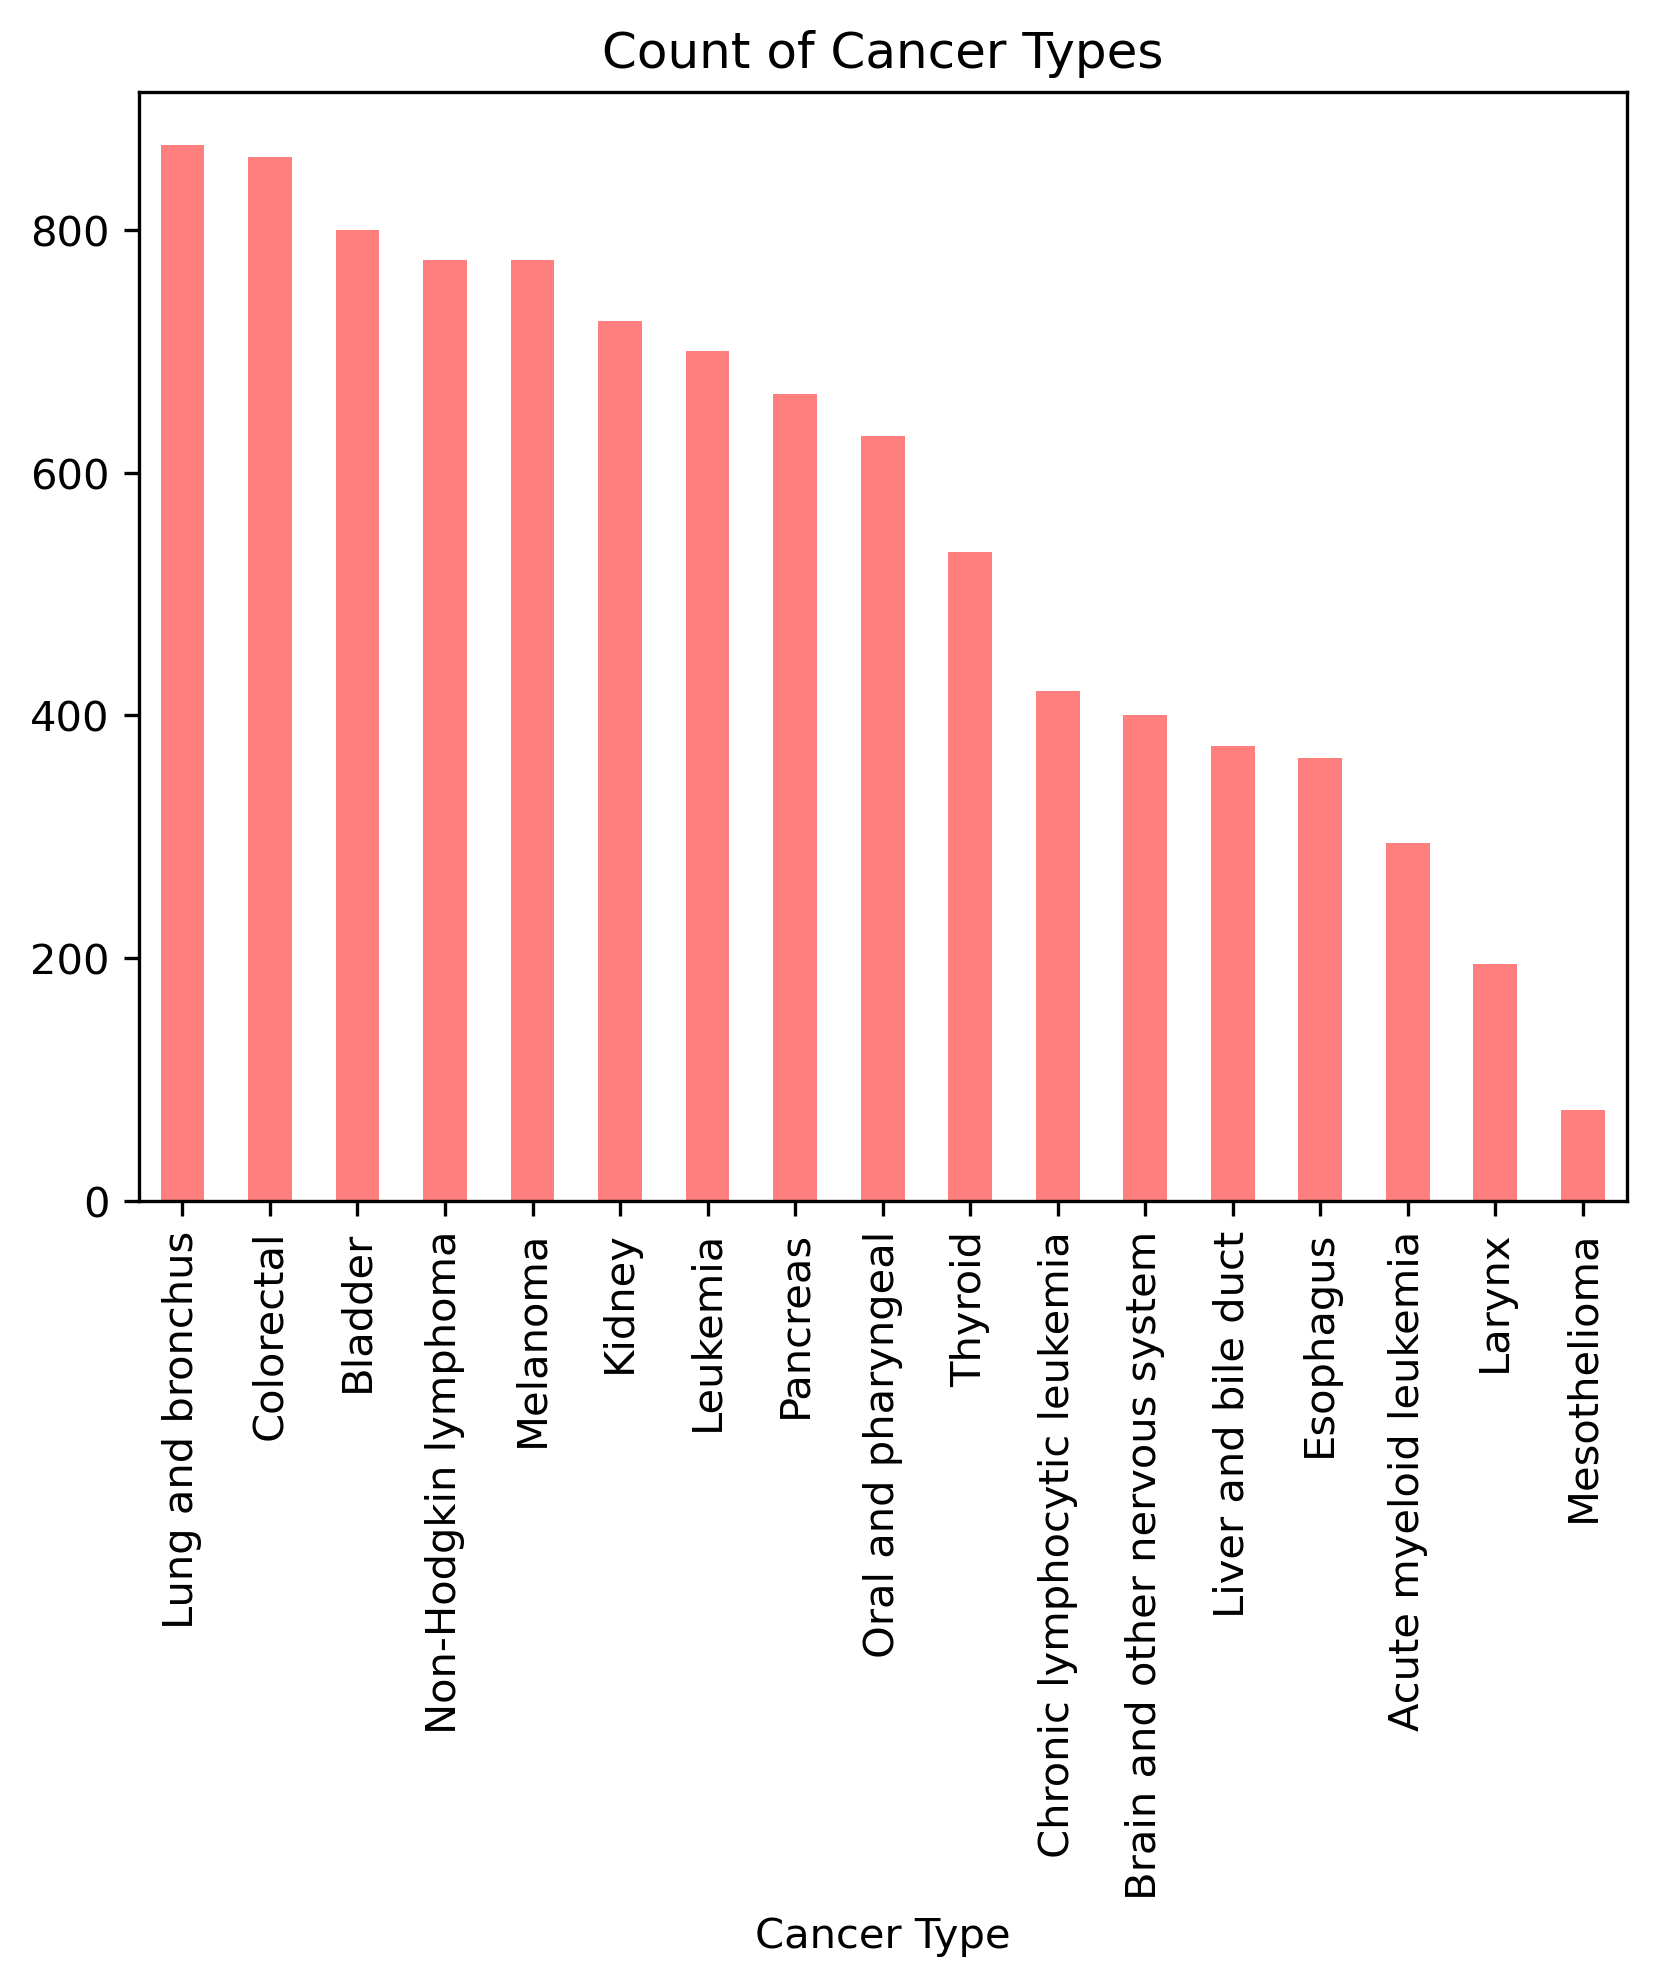 Count of Cancer Types
800
600
400
200
0
Lung and bronchus
Colorectal
Bladder
Non-Hodgkin lymphoma
Melanoma
Kidney
Leukemia
Pancreas
Oral and pharyngeal
Thyroid
Chronic lymphocytic leukemia
Brain and other nervous system
Liver and bile duct
Esophagus
Acute myeloid leukemia
Larynx
Mesothelioma
Cancer Type